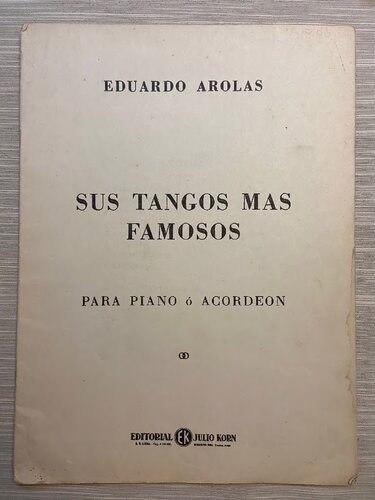 EDUARDO AROLAS
SUS TANGOS MAS
FAMOSOS
PARA PIANO ó ACORDEON
EDITORIAL EK JULIO KORN